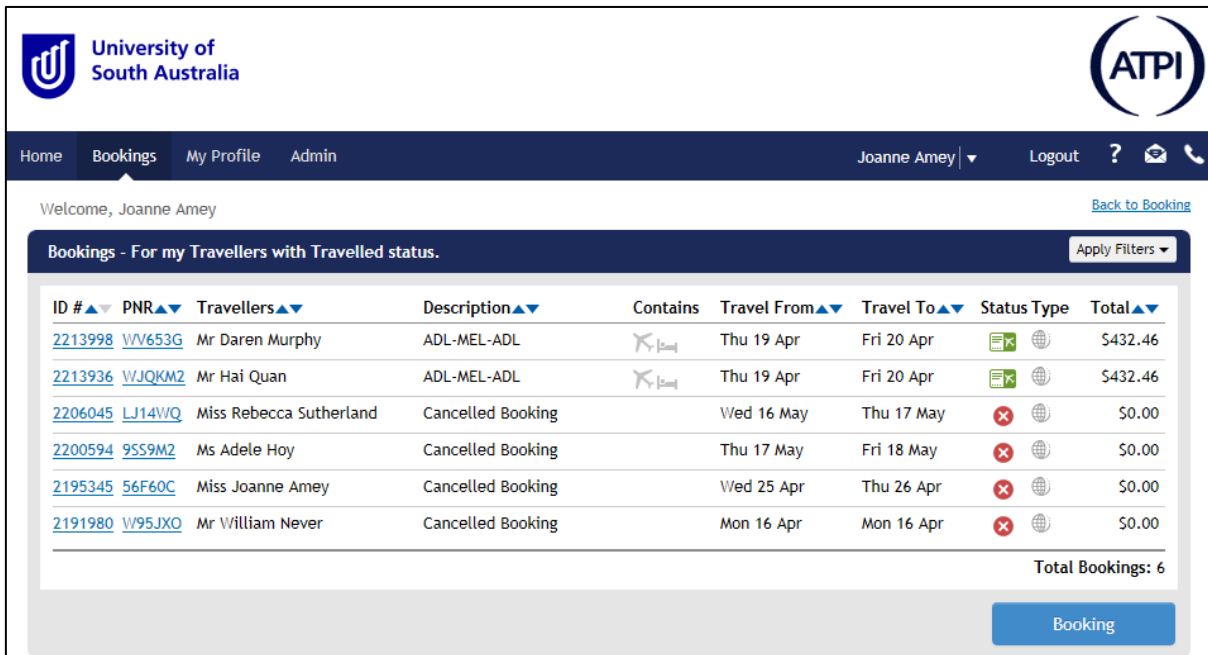 University of
South Australia
ATPI
Home Bookings My Profile Admin Joanne Amey Logout ?
Welcome, Joanne Amey Back to Booking
Bookings - For my Travellers with Travelled status. Apply Filters
ID # PNR Travellers Description Contains Travel From Travel To Status Type Total
2213998 WV653G Mr Daren Murphy ADL-MEL-ADL Thu 19 Apr Fri 20 Apr $432.46
2213936 WJQKM2 Mr Hai Quan ADL-MEL-ADL Thu 19 Apr Fri 20 Apr $432.46
2206045 LJ14WQ Miss Rebecca Sutherland Cancelled Booking Wed 16 May Thu 17 May $0.00
2200594 9SS9M2 Ms Adele Hoy Cancelled Booking Thu 17 May Fri 18 May $0.00
2195345 56F60C Miss Joanne Amey Cancelled Booking Wed 25 Apr Thu 26 Apr $0.00
2191980 W95JXO Mr William Never Cancelled Booking Mon 16 Apr Mon 16 Apr $0.00
Total Bookings: 6
Booking